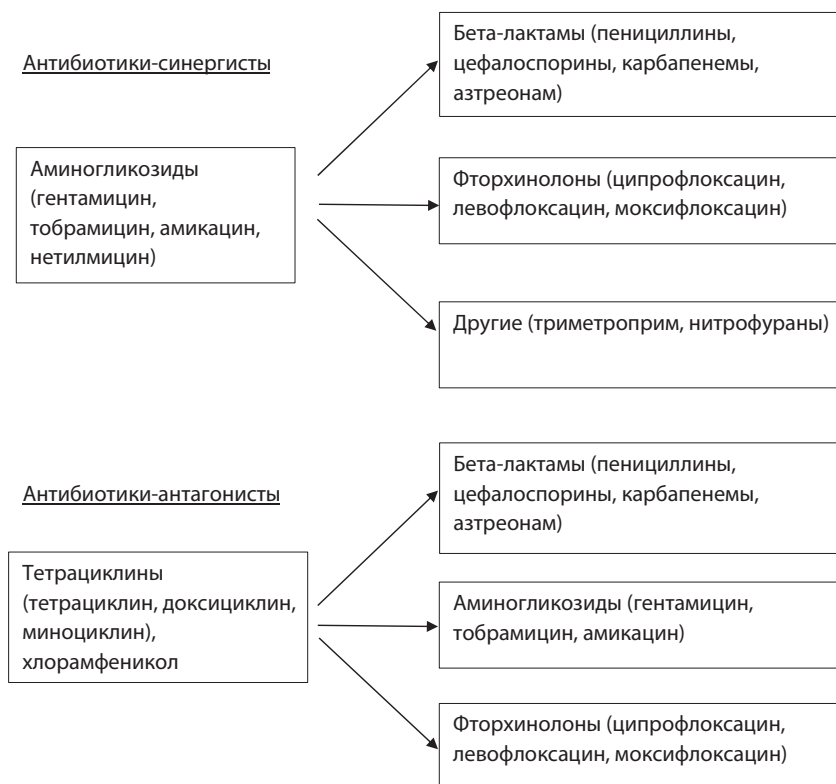 Антибиотики-синергисты
Аминогликозиды
(гентамицин,
тобрамицин, амикацин,
нетилмицин)
Бета-лактамы (пенициллины,
цефалоспорины, карбапенемы,
азтреонам)
Фторхинолоны (ципрофлоксацин,
левофлоксацин, моксифлоксацин)
Другие (триметроприм, нитрофураны)
Антибиотики-антагонисты
Тетрациклины
(тетрациклин, доксициклин,
миноциклин),
хлорамфеникол
Бета-лактамы (пенициллины,
цефалоспорины, карбапенемы,
азтреонам)
Аминогликозиды (гентамицин,
тобрамицин, амикацин)
Фторхинолоны (ципрофлоксацин,
левофлоксацин, моксифлоксацин)